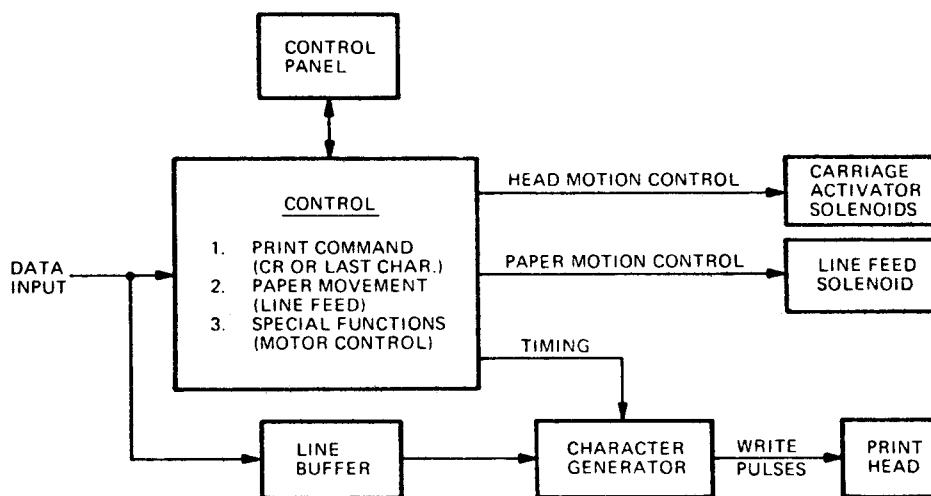 CONTROL
PANEL
HEAD MOTION CONTROL
CARRIAGE
ACTIVATOR
SOLENOIDS
CONTROL
1. PRINT COMMAND
(CR OR LAST CHAR.)
2. PAPER MOVEMENT
(LINE FEED)
3. SPECIAL FUNCTIONS
(MOTOR CONTROL)
DATA
INPUT
PAPER MOTION CONTROL
LINE FEED
SOLENOID
TIMING
LINE
BUFFER
CHARACTER
GENERATOR
WRITE
PULSES
PRINT
HEAD